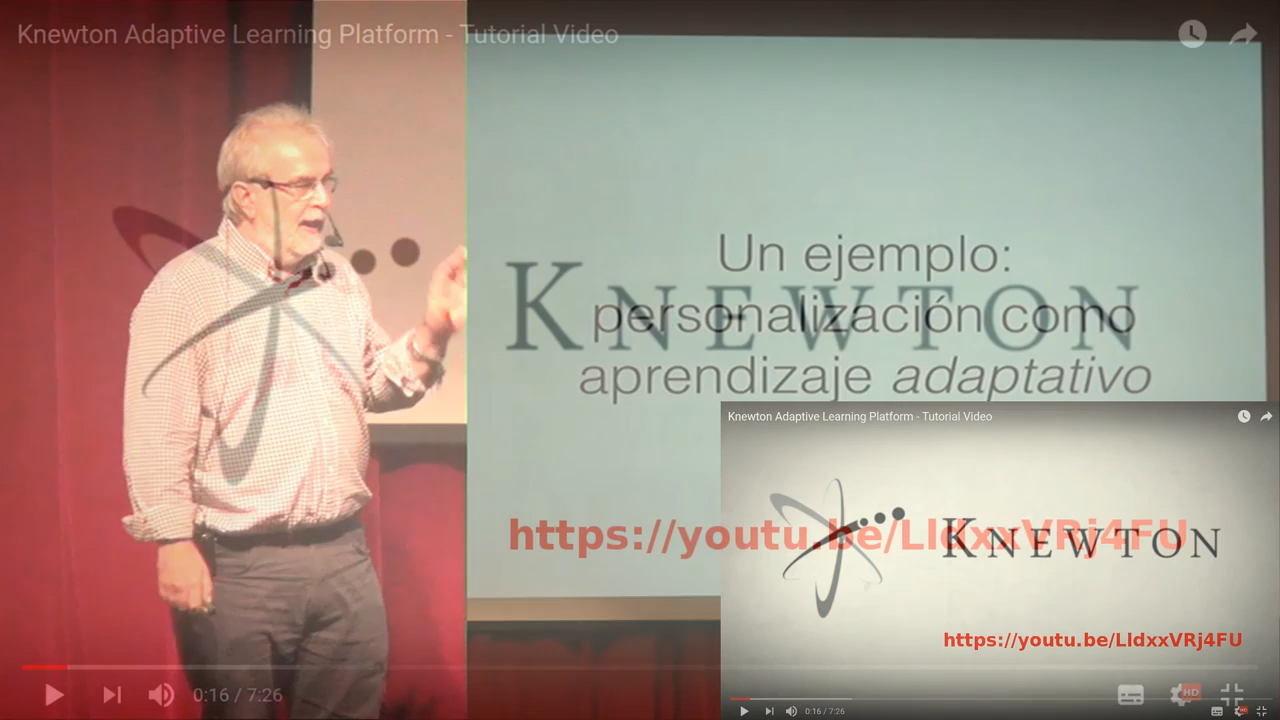 Knewton Adaptive Learning Platform - Tutorial Video
Un ejemplo:
KNEWTON
personalización como
aprendizaje adaptativo
https://youtu.be/LldxxVRj4FU
0:16 / 7:26
HD
Knewton Adaptive Learning Platform - Tutorial Video
KNEWTON
https://youtu.be/LldxxVRj4FU
0:16 / 7:26